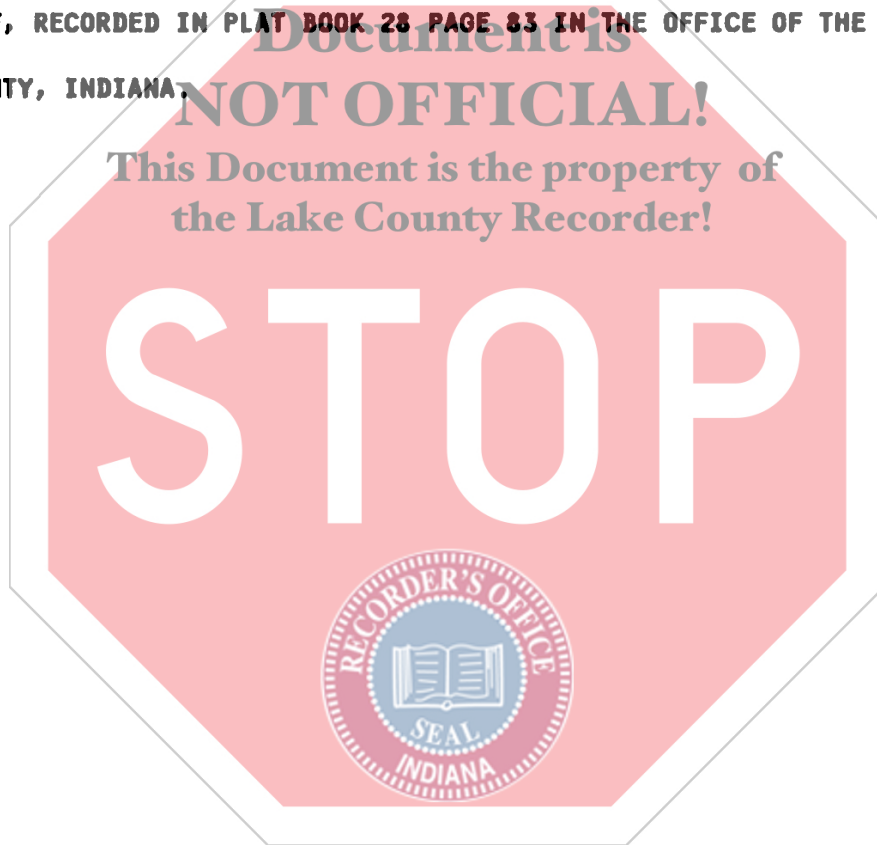 , RECORDED IN PLAT BOOK 28 PAGE 83 IN THE OFFICE OF THE
TY, INDIANA.
Document is
NOT OFFICIAL!
This Document is the property of
the Lake County Recorder!
STOP
RECORDER'S OFFICE
SEAL
INDIANA